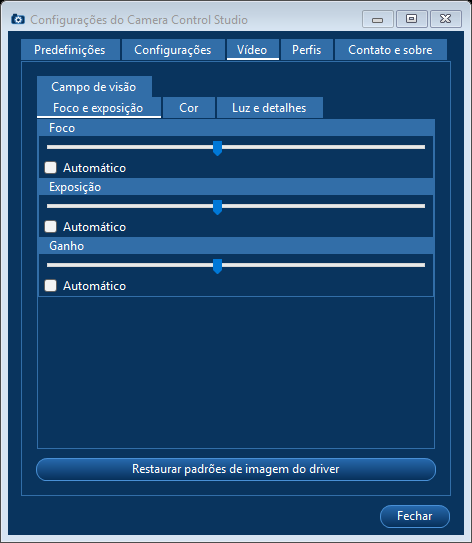 Configurações do Camera Control Studio
Predefinições Configurações Vídeo Perfis Contato e sobre
Campo de visão
Foco e exposição Cor Luz e detalhes
Foco
Automático
Exposição
Automático
Ganho
Automático
Restaurar padrões de imagem do driver
Fechar